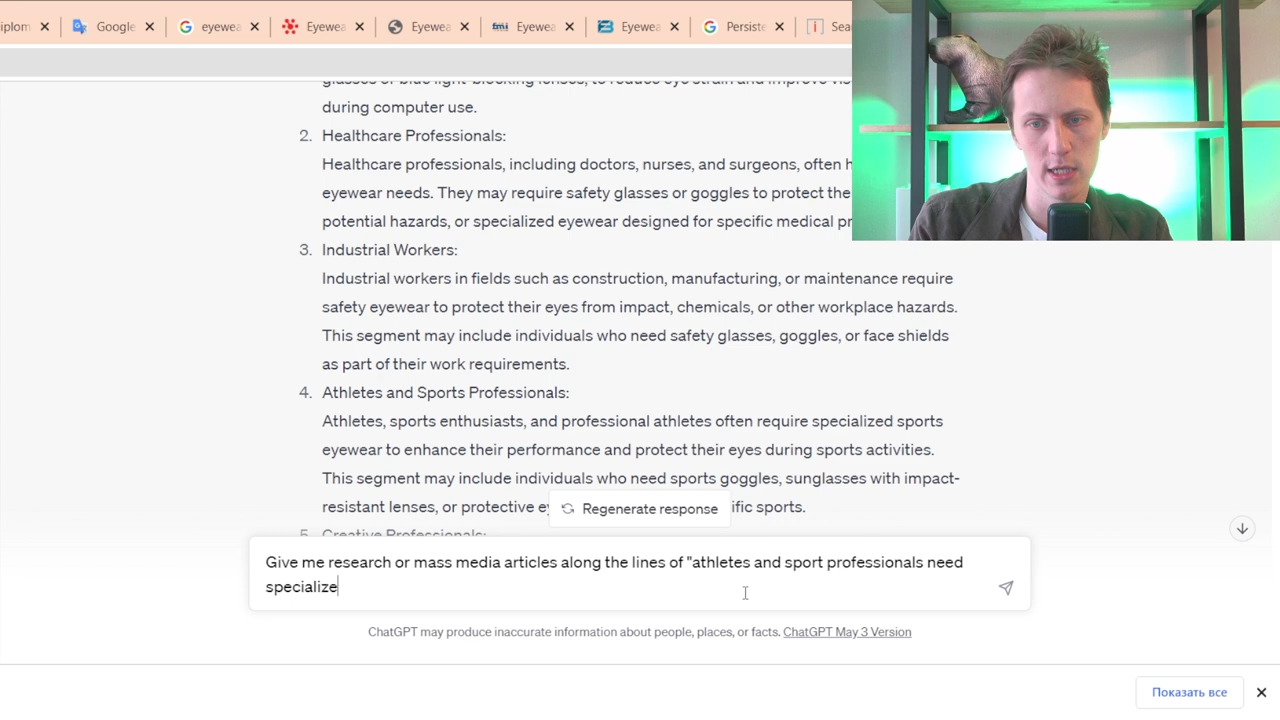 iplom
Google
eyewea
Eyewea
Eyewea
fmi Eyewea
Eyewea
Persiste
Sea
during computer use.
2. Healthcare Professionals:
Healthcare professionals, including doctors, nurses, and surgeons, often h
eyewear needs. They may require safety glasses or goggles to protect the
potential hazards, or specialized eyewear designed for specific medical pr
3. Industrial Workers:
Industrial workers in fields such as construction, manufacturing, or maintenance require
safety eyewear to protect their eyes from impact, chemicals, or other workplace hazards.
This segment may include individuals who need safety glasses, goggles, or face shields
as part of their work requirements.
4. Athletes and Sports Professionals:
Athletes, sports enthusiasts, and professional athletes often require specialized sports
eyewear to enhance their performance and protect their eyes during sports activities.
This segment may include individuals who need sports goggles, sunglasses with impact-
resistant lenses, or protective ey
ific sports.
Regenerate response
5. Creative Professionals:
Give me research or mass media articles along the lines of "athletes and sport professionals need
specialize
ChatGPT may produce inaccurate information about people, places, or facts. ChatGPT May 3 Version
Показать все